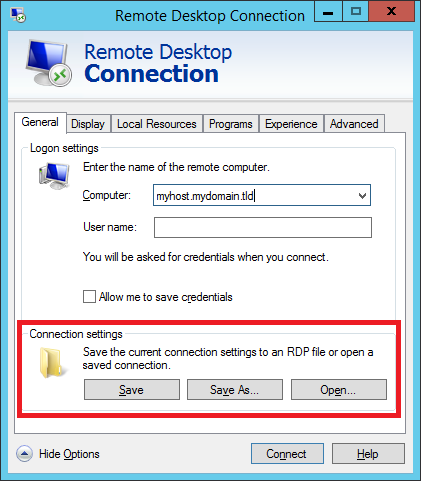 Remote Desktop Connection
Remote Desktop
Connection
General Display Local Resources Programs Experience Advanced
Logon settings
Enter the name of the remote computer.
Computer: myhost.mydomain.tld
User name:
You will be asked for credentials when you connect.
Allow me to save credentials
Connection settings
Save the current connection settings to an RDP file or open a
saved connection.
Save Save As... Open...
Hide Options Connect Help